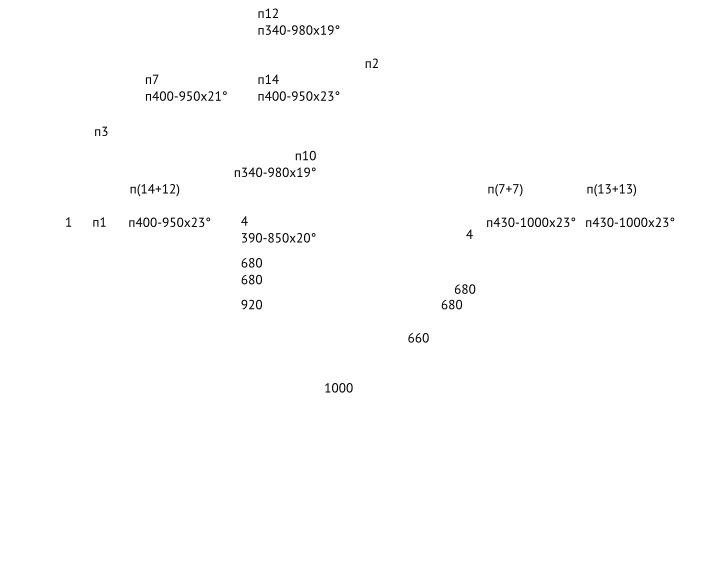 п12
п340-980x19°
п2
п7 п14
п400-950x21° п400-950x23°
п3
п10
п340-980x19°
п(14+12) п(7+7) п(13+13)
1 п1 п400-950x23° 4 п430-1000x23° п430-1000x23°
390-850x20° 4
680
680
680
920 680
660
1000